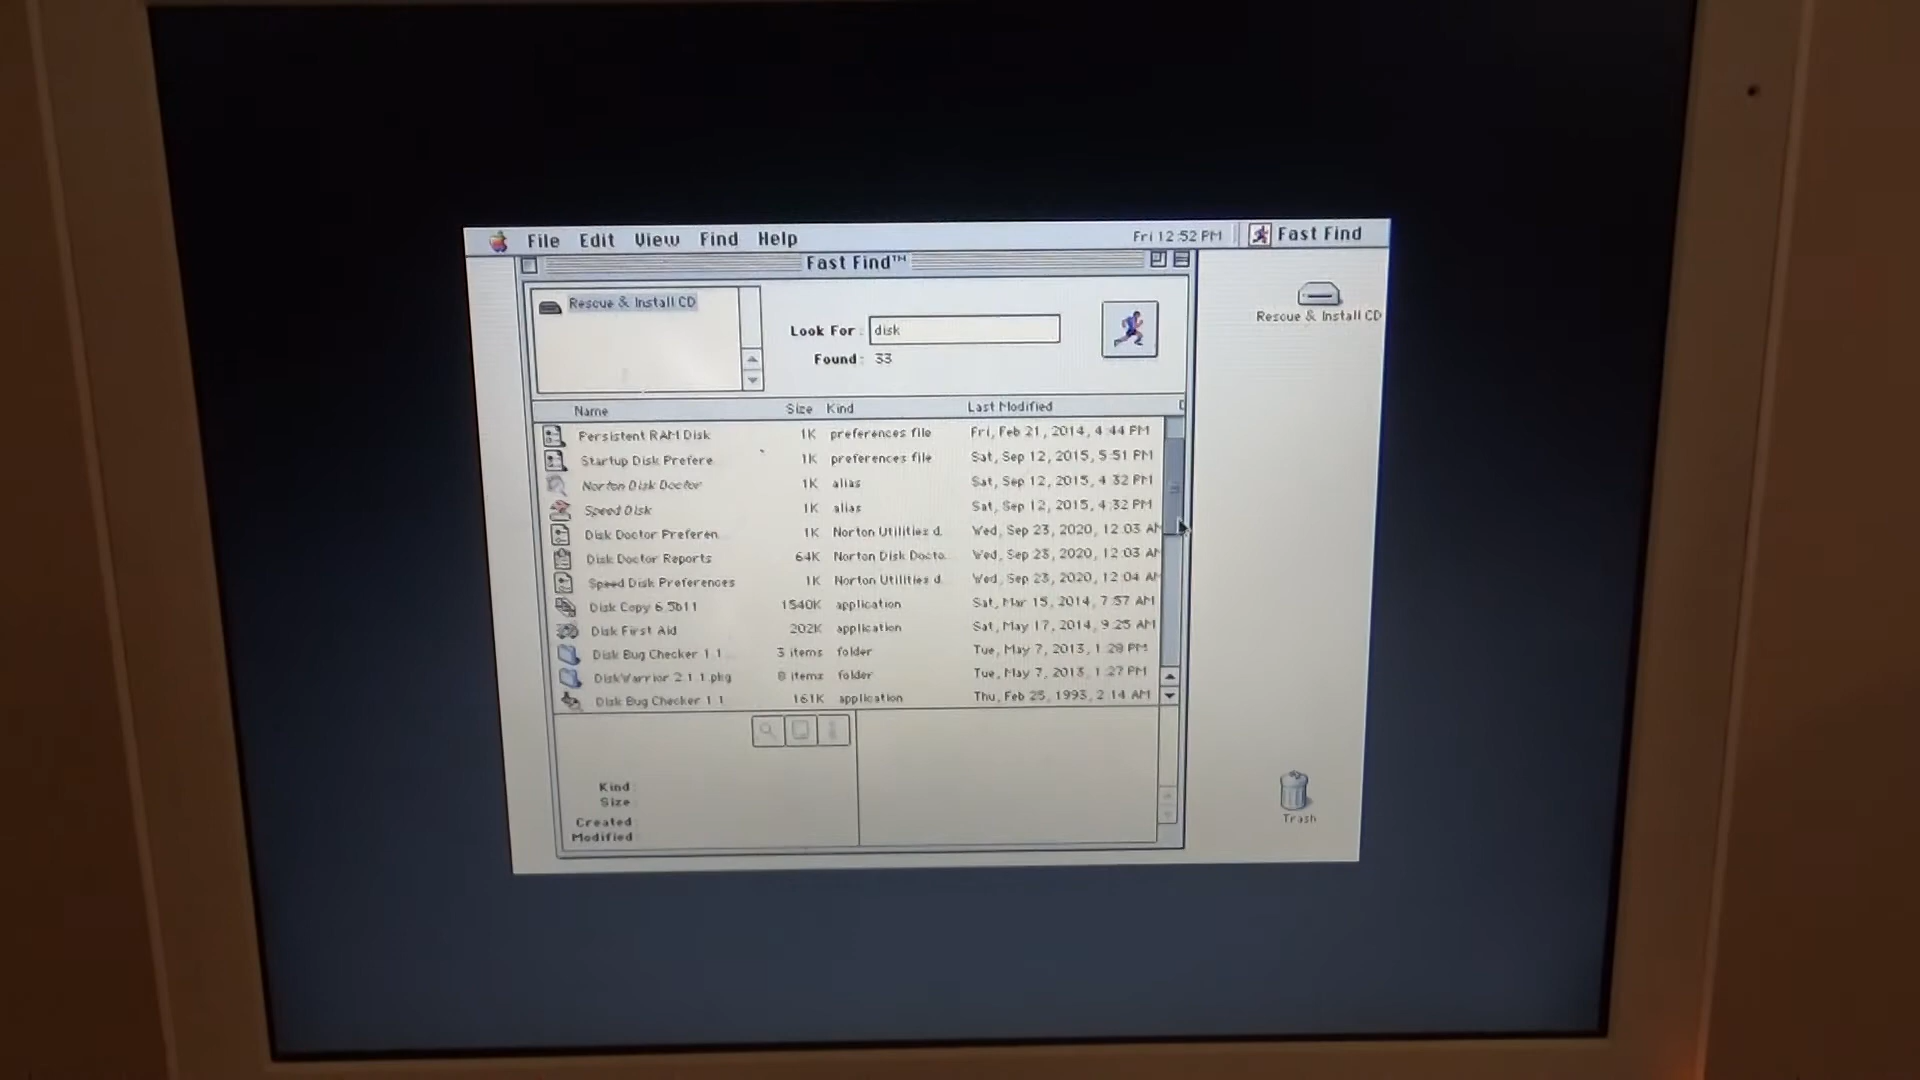 File Edit View Find Help Fri 12:52 PM Fast Find
Fast Find™
Rescue & Install CD
Look For: disk
Found: 33
Rescue & Install CD
Name Size Kind Last Modified
Persistent RAM Disk 1K preferences file Fri, Feb 21, 2014, 4:44 PM
Startup Disk Prefere 1K preferences file Sat, Sep 12, 2015, 5:51 PM
Norton Disk Doctor 1K alias Sat, Sep 12, 2015, 4:32 PM
Speed Disk 1K alias Sat, Sep 12, 2015, 4:32 PM
Disk Doctor Preferen 1K Norton Utilities d. Wed, Sep 23, 2020, 12:03 AM
Disk Doctor Reports 64K Norton Disk Docto. Wed, Sep 23, 2020, 12:03 AM
Speed Disk Preferences 1K Norton Utilities d. Wed, Sep 23, 2020, 12:04 AM
Disk Copy 6.5b11 1540K application Sat, Mar 15, 2014, 7:57 AM
Disk First Aid 202K application Sat, May 17, 2014, 9:25 AM
Disk Bug Checker 1.1 3 items folder Tue, May 7, 2013, 1:28 PM
DiskWarrior 2.1.1.pkg 8 items folder Tue, May 7, 2013, 1:27 PM
Disk Bug Checker 1.1 161K application Thu, Feb 25, 1993, 2:14 AM
Kind
Size
Created
Modified
Trash